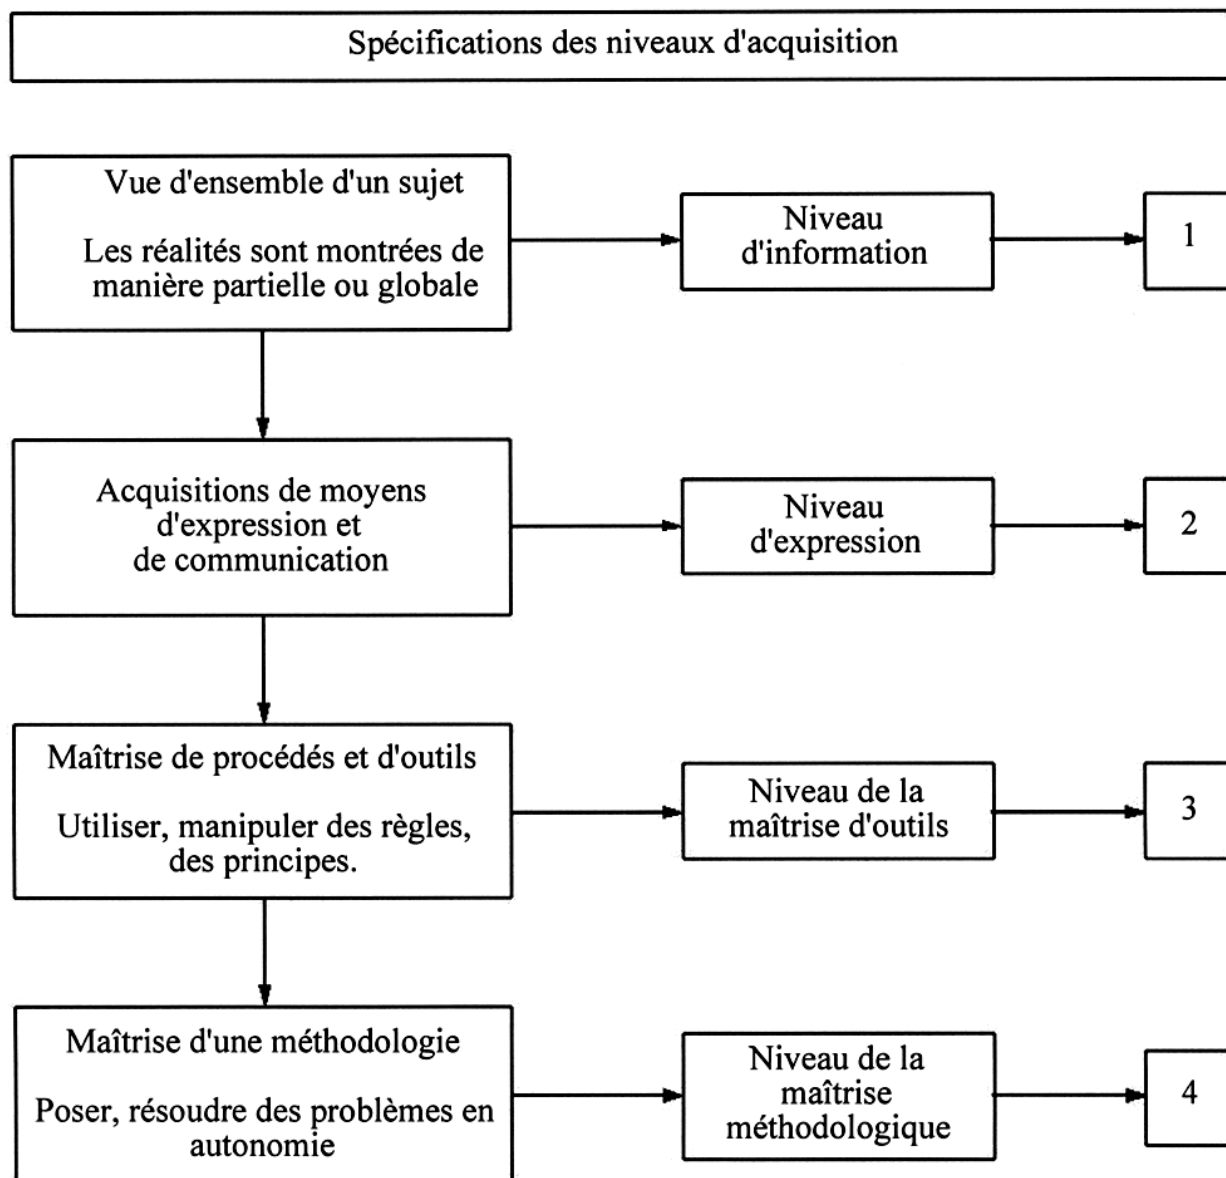 Spécifications des niveaux d'acquisition
Vue d'ensemble d'un sujet
Les réalités sont montrées de
manière partielle ou globale
Niveau
d'information
1
Acquisitions de moyens
d'expression et
de communication
Niveau
d'expression
2
Maîtrise de procédés et d'outils
Utiliser, manipuler des règles,
des principes.
Niveau de la
maîtrise d'outils
3
Maîtrise d'une méthodologie
Poser, résoudre des problèmes en
autonomie
Niveau de la
maîtrise
méthodologique
4